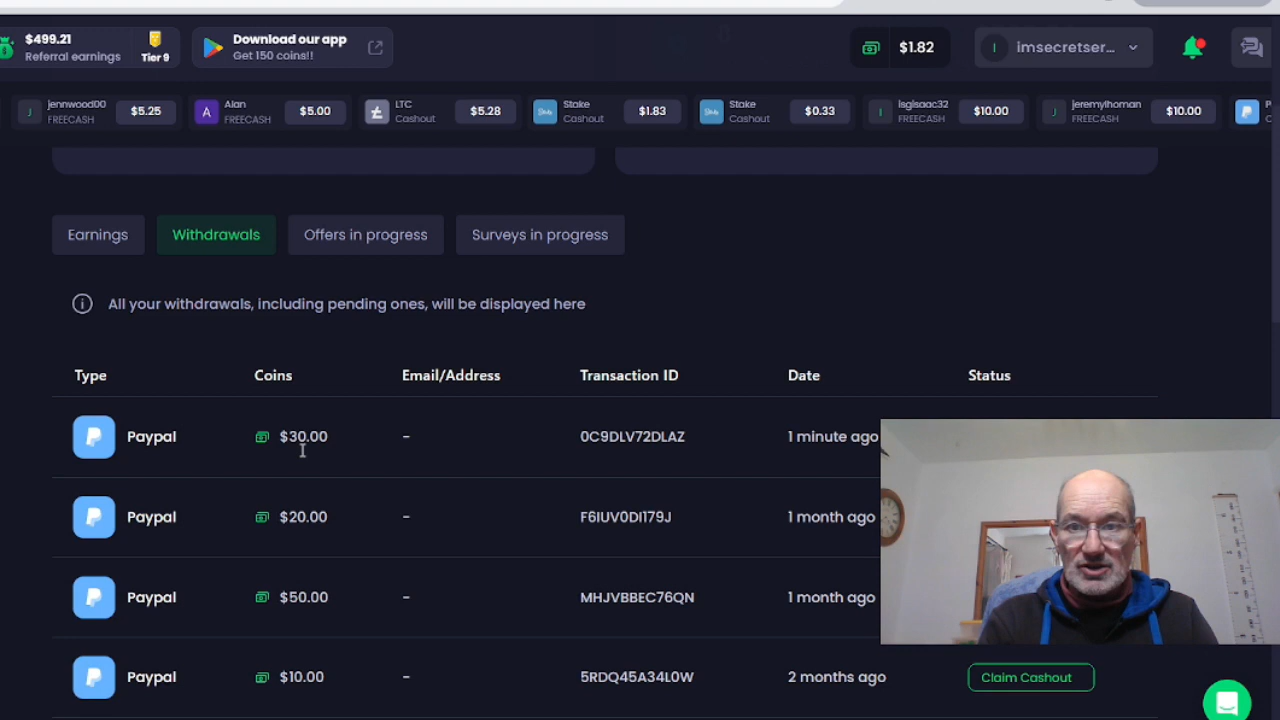 $499.21
Referral earnings
Tier 9
Download our app
Get 150 coins!!
$1.82
I
imsecretser...
J
jennwood00
FREECASH
$5.25
A
Alan
FREECASH
$5.00
LTC
Cashout
$5.28
Stake
Cashout
$1.83
Stake
Cashout
$0.33
I
isgisaac32
FREECASH
$10.00
J
jeremylhoman
FREECASH
$10.00
Earnings
Withdrawals
Offers in progress
Surveys in progress
All your withdrawals, including pending ones, will be displayed here
Type Coins Email/Address Transaction ID Date Status
Paypal $30.00 - 0C9DLV72DLAZ 1 minute ago
Paypal $20.00 - F6IUV0DI179J 1 month ago
Paypal $50.00 - MHJVBBEC76QN 1 month ago
Paypal $10.00 - 5RDQ45A34L0W 2 months ago Claim Cashout